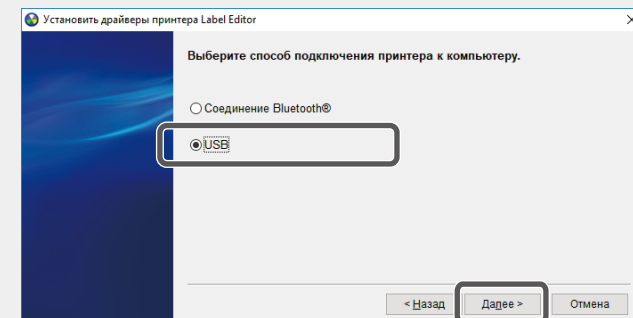 Установить драйверы принтера Label Editor
Выберите способ подключения принтера к компьютеру.
Соединение Bluetooth®
USB
< Назад Далее > Отмена